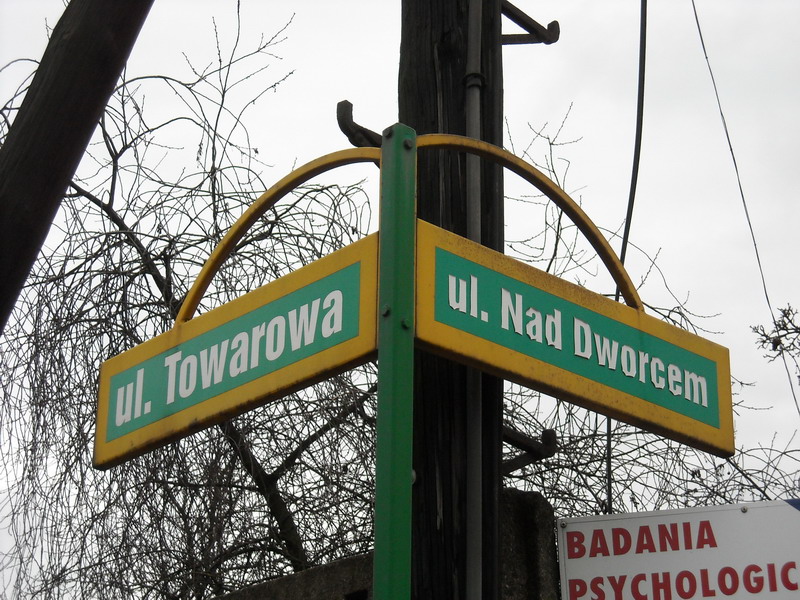 ul. Towarowa
ul. Nad Dworcem
BADANIA
PSYCHOLOGIC